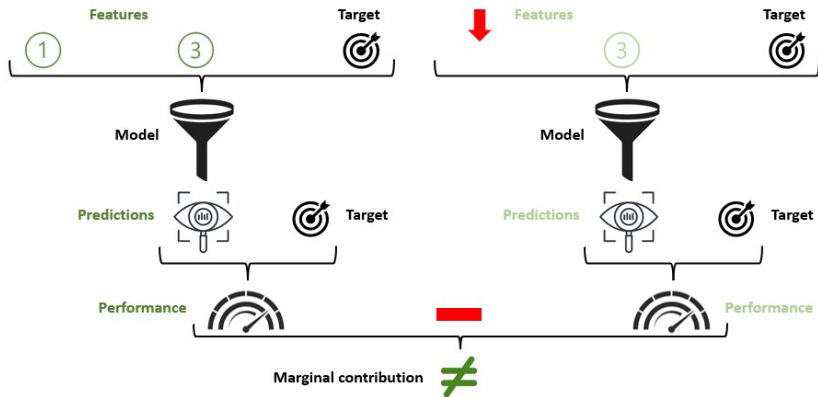 Features Target Features Target
1 3 3
Model Model
Predictions Target Predictions Target
Performance Performance
Marginal contribution ≠